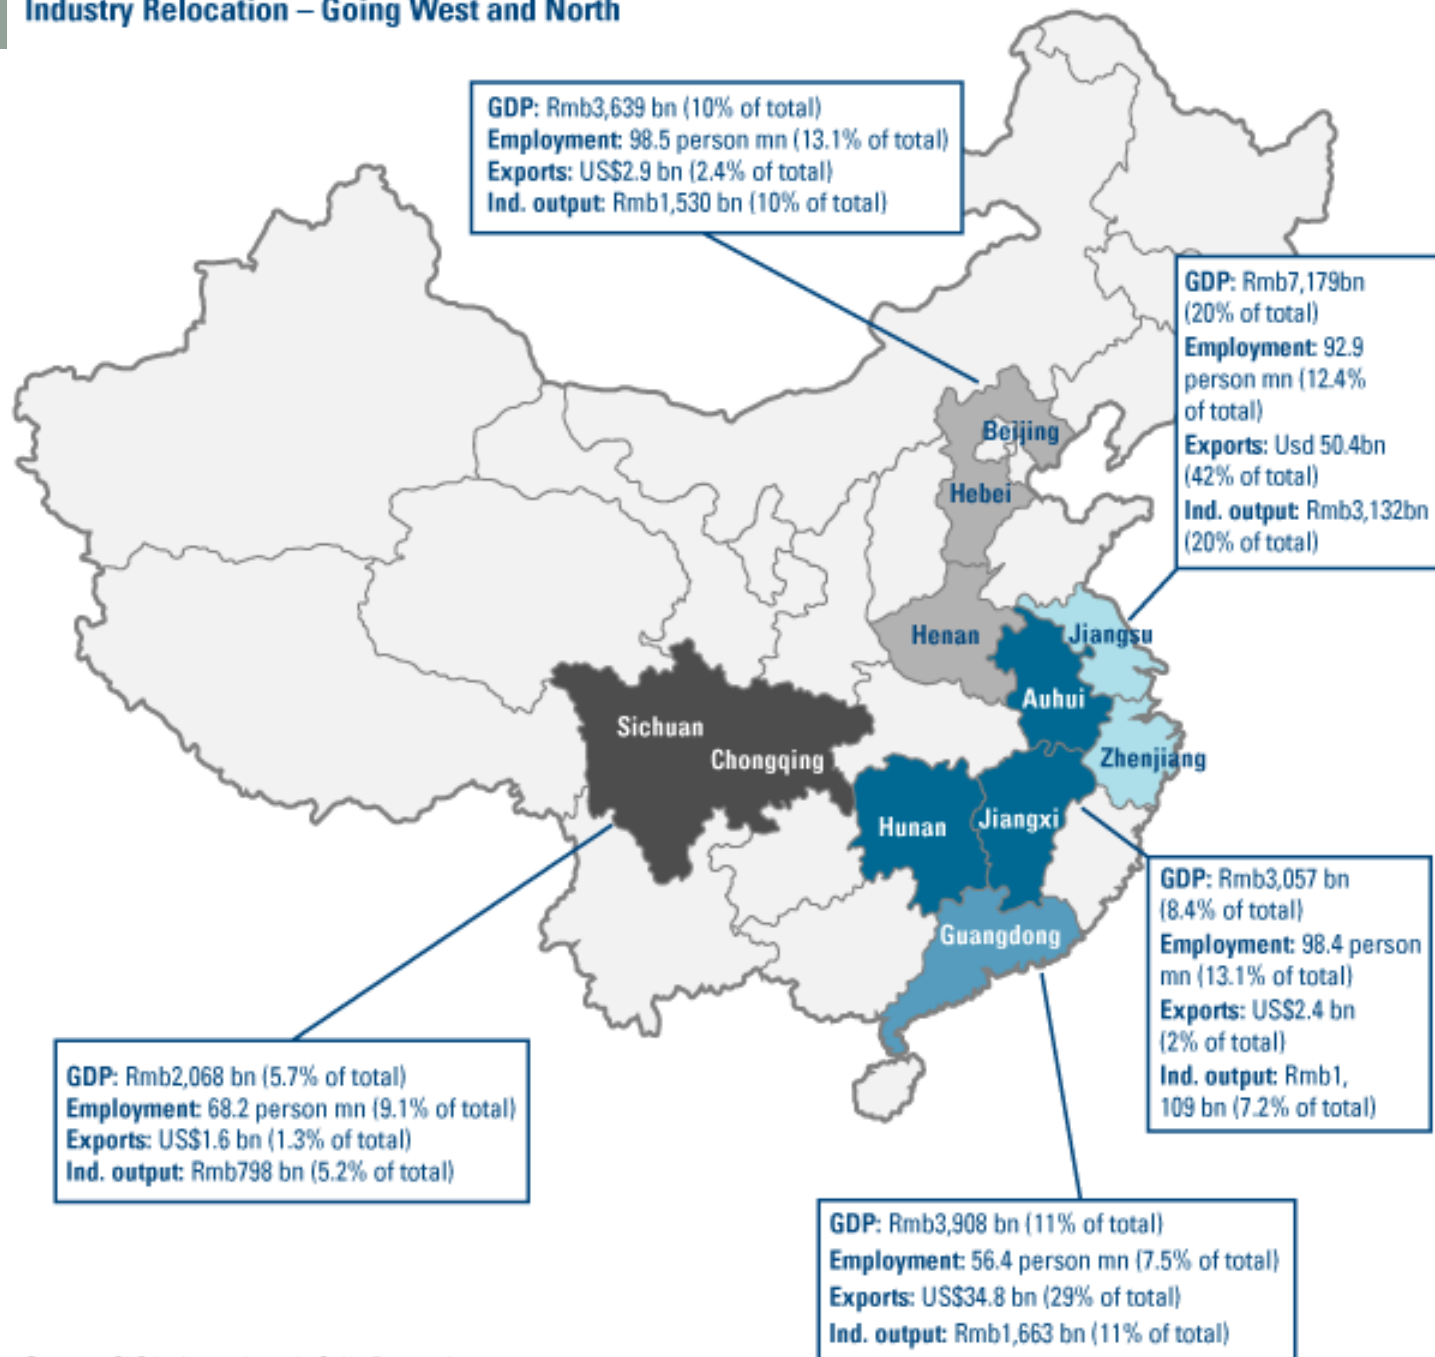 Industry Relocation – Going West and North
GDP: Rmb3,639 bn (10% of total)
Employment: 98.5 person mn (13.1% of total)
Exports: US$2.9 bn (2.4% of total)
Ind. output: Rmb1,530 bn (10% of total)
GDP: Rmb7,179bn
(20% of total)
Employment: 92.9
person mn (12.4%
of total)
Exports: Usd 50.4bn
(42% of total)
Ind. output: Rmb3,132bn
(20% of total)
Beijing
Hebei
Henan
Jiangsu
Auhui
Sichuan
Chongqing
Zhenjiang
Hunan
Jiangxi
Guangdong
GDP: Rmb3,057 bn
(8.4% of total)
Employment: 98.4 person
mn (13.1% of total)
Exports: US$2.4 bn
(2% of total)
Ind. output: Rmb1,
109 bn (7.2% of total)
GDP: Rmb2,068 bn (5.7% of total)
Employment: 68.2 person mn (9.1% of total)
Exports: US$1.6 bn (1.3% of total)
Ind. output: Rmb798 bn (5.2% of total)
GDP: Rmb3,908 bn (11% of total)
Employment: 56.4 person mn (7.5% of total)
Exports: US$34.8 bn (29% of total)
Ind. output: Rmb1,663 bn (11% of total)